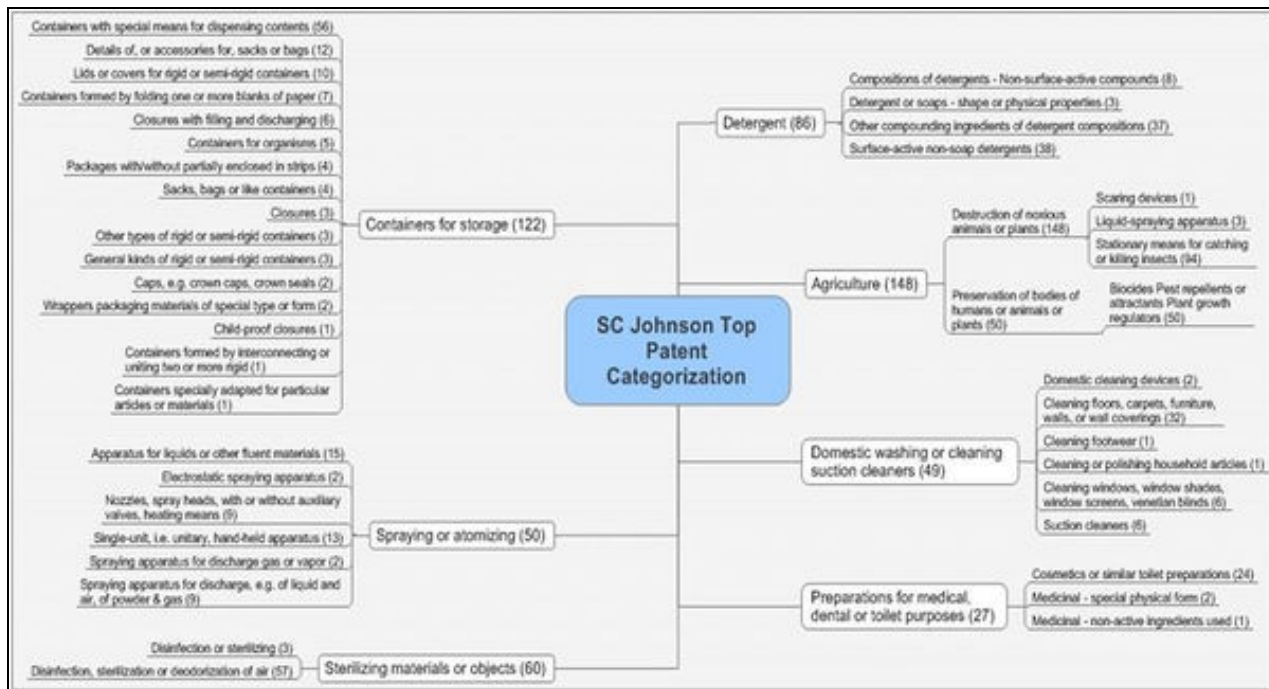 Containers with special means for dispensing contents (56)
Details of, or accessories for, sacks or bags (12)
Lids or covers for rigid or semi-rigid containers (10)
Containers formed by folding one or more blanks of paper (7)
Closures with filling and discharging (6)
Containers for organisms (5)
Packages with/without partially enclosed in strips (4)
Sacks, bags or like containers (4)
Closures (3)
Other types of rigid or semi-rigid containers (3)
General kinds of rigid or semi-rigid containers (3)
Caps, e.g. crown caps, crown seals (2)
Wrappers packaging materials of special type or form (2)
Child-proof closures (1)
Containers formed by interconnecting or
uniting two or more rigid (1)
Containers specially adapted for particular
articles or materials (1)
Containers for storage (122)
Apparatus for liquids or other fluent materials (15)
Electrostatic spraying apparatus (2)
Nozzles, spray heads, with or without auxiliary
valves, heating means (9)
Single-unit, i.e. unitary, hand-held apparatus (13)
Spraying apparatus for discharge gas or vapor (2)
Spraying apparatus for discharge, e.g. of liquid and
air, of powder & gas (9)
Spraying or atomizing (50)
Disinfection or sterilizing (3)
Disinfection, sterilization or deodorization of air (57)
Sterilizing materials or objects (60)
SC Johnson Top
Patent
Categorization
Detergent (86)
Compositions of detergents - Non-surface-active compounds (8)
Detergent or soaps - shape or physical properties (3)
Other compounding ingredients of detergent compositions (37)
Surface-active non-soap detergents (38)
Agriculture (148)
Destruction of noxious
animals or plants (148)
Scaring devices (1)
Liquid-spraying apparatus (3)
Stationary means for catching
or killing insects (94)
Preservation of bodies of
humans or animals or
plants (50)
Biocides Pest repellents or
attractants Plant growth
regulators (50)
Domestic washing or cleaning
suction cleaners (49)
Domestic cleaning devices (2)
Cleaning floors, carpets, furniture,
walls, or wall coverings (32)
Cleaning footwear (1)
Cleaning or polishing household articles (1)
Cleaning windows, window shades,
window screens, venetian blinds (6)
Suction cleaners (6)
Preparations for medical,
dental or toilet purposes (27)
Cosmetics or similar toilet preparations (24)
Medicinal - special physical form (2)
Medicinal - non-active ingredients used (1)